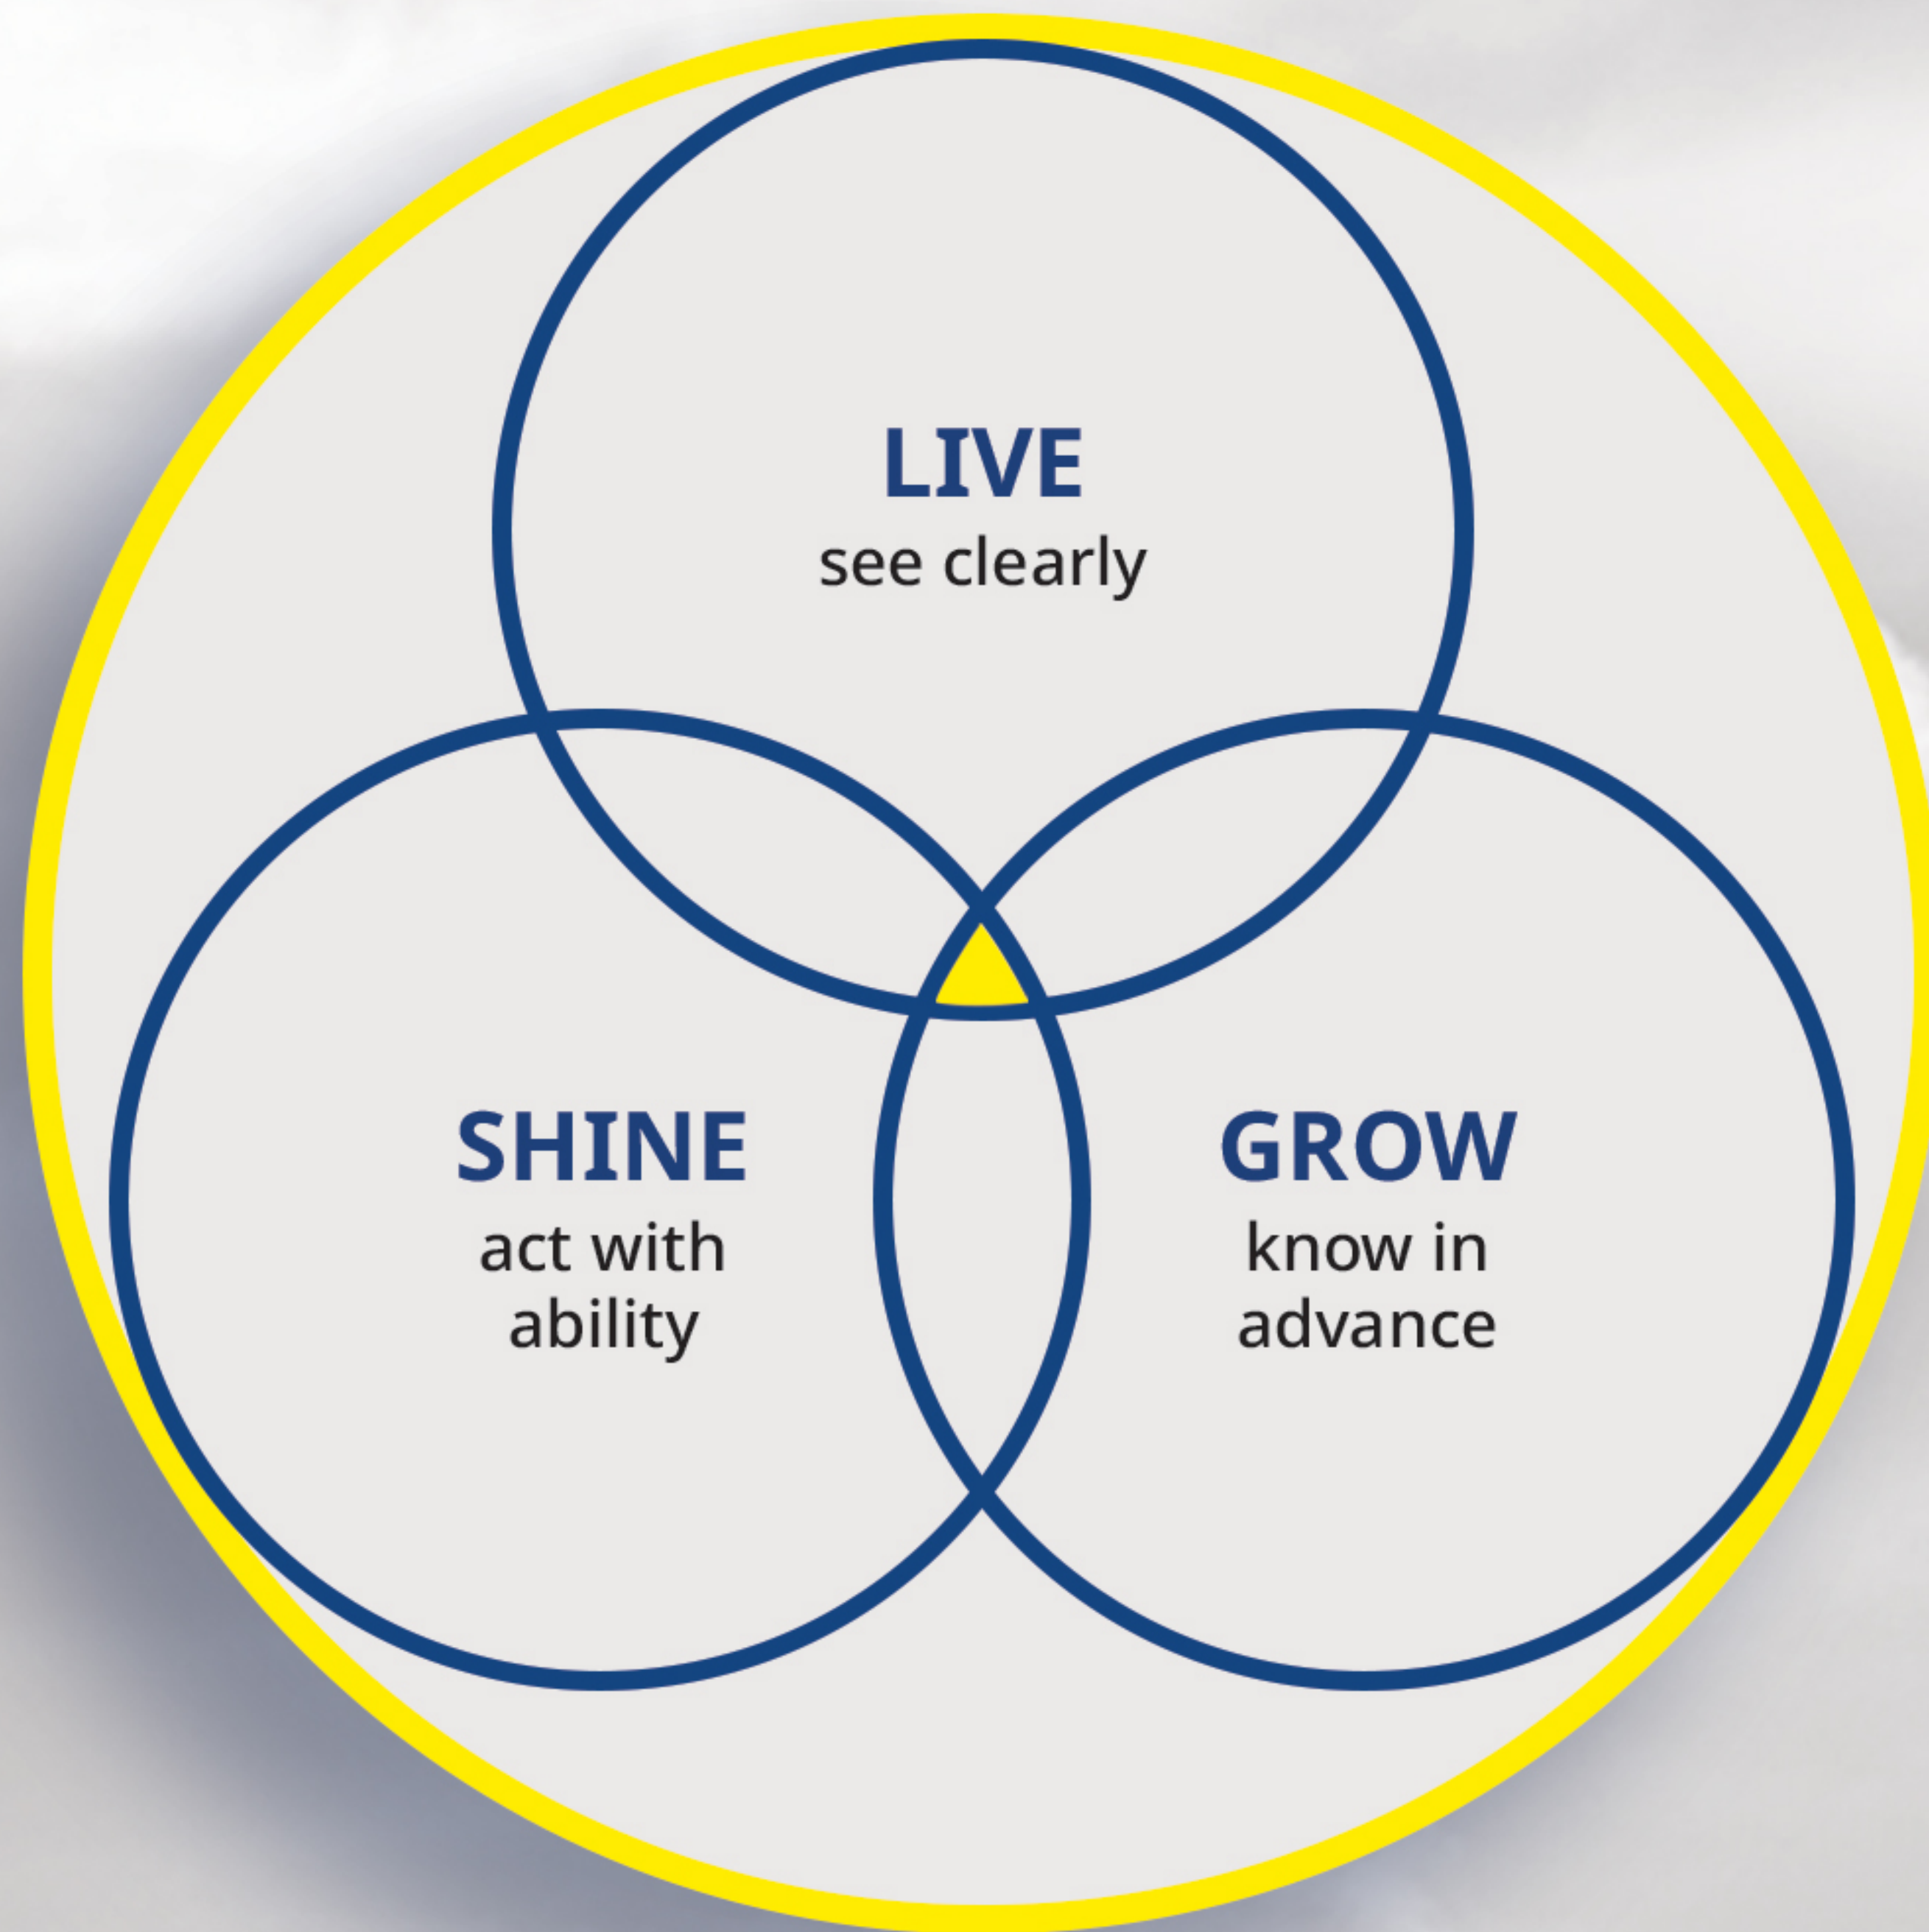 LIVE
see clearly
SHINE
act with
ability
GROW
know in
advance